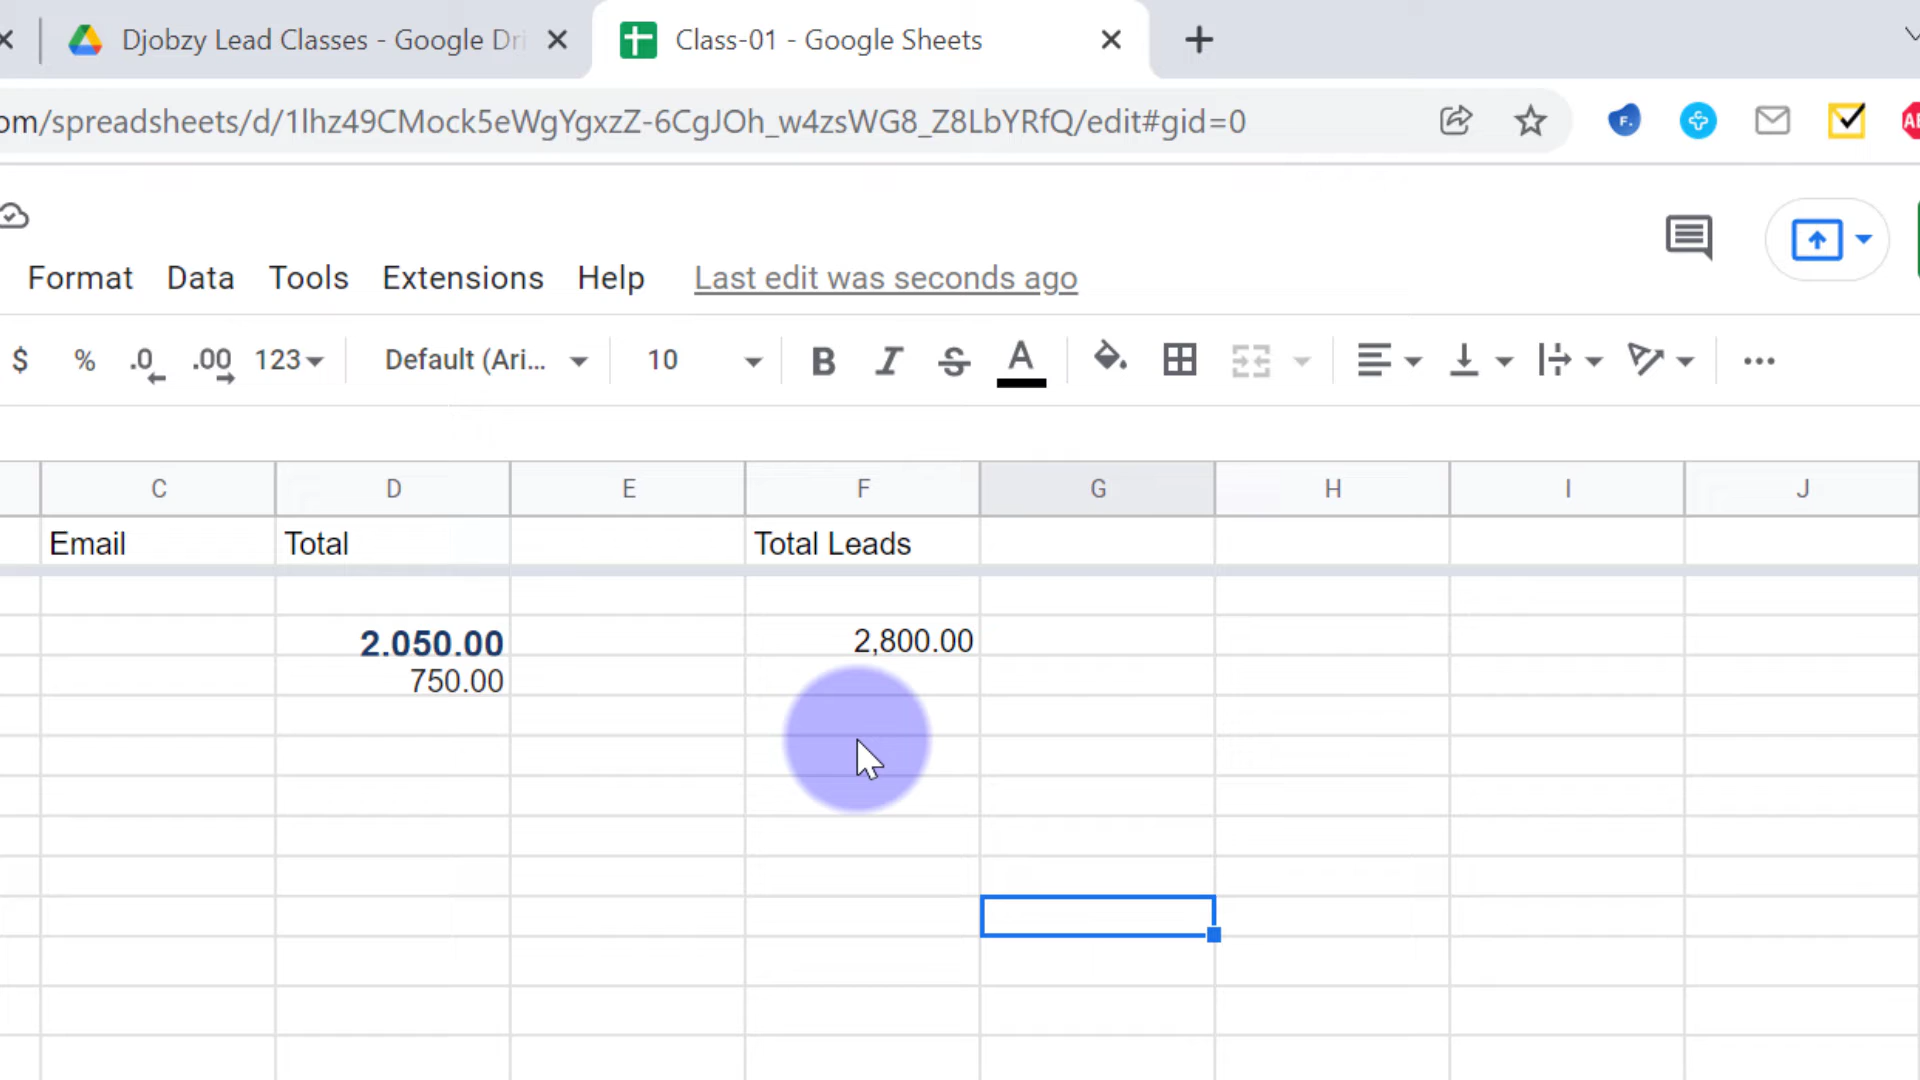 Djobzy Lead Classes - Google Dri
Class-01 - Google Sheets
om/spreadsheets/d/1lhz49CMock5eWgYgxzZ-6CgJOh_w4zsWG8_Z8LbYRfQ/edit#gid=0
F.
Format Data Tools Extensions Help Last edit was seconds ago
$ % .0 .00 123 Default (Ari... 10 B I S A
C D E F G H I J
Email Total Total Leads
2.050.00 2,800.00
750.00